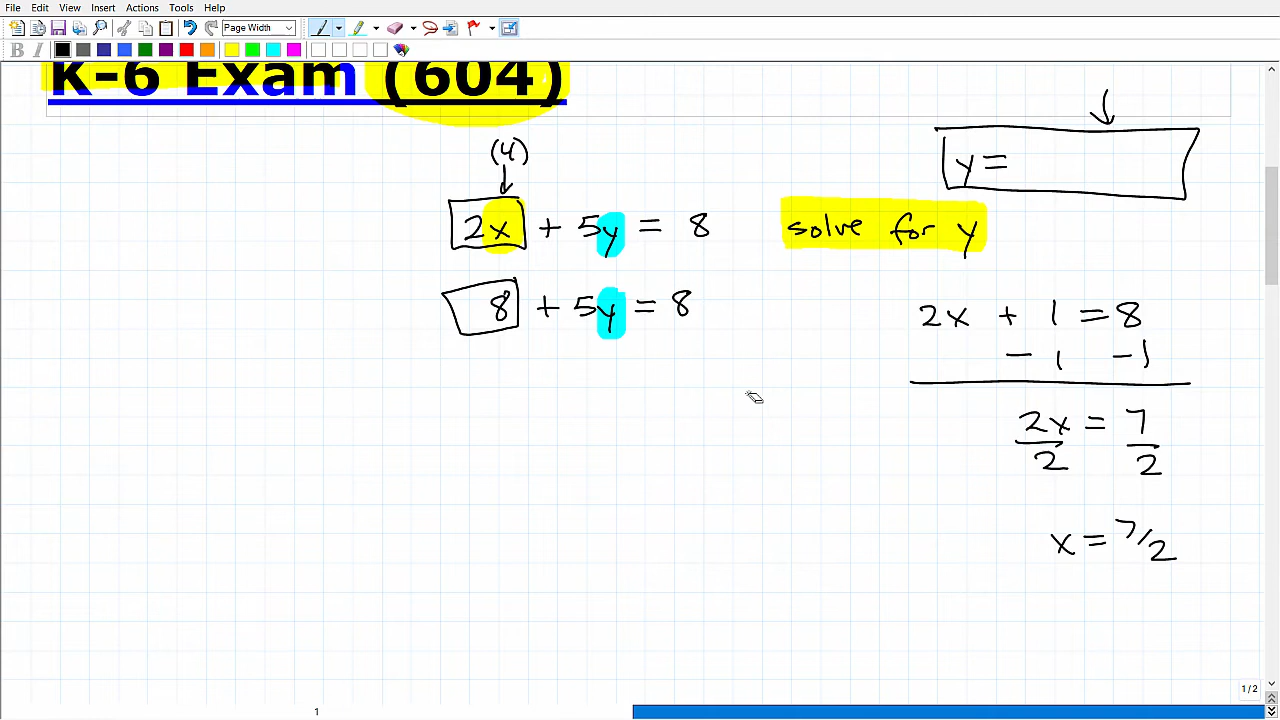 File Edit View Insert Actions Tools Help
Page Width
B I
K-6 Exam (604)
(4)
2x + 5y = 8
8 + 5y = 8
y =
solve for y
2x + 1 = 8
- 1 -1
2x = 7
2 2
x = 7/2
1/2
1